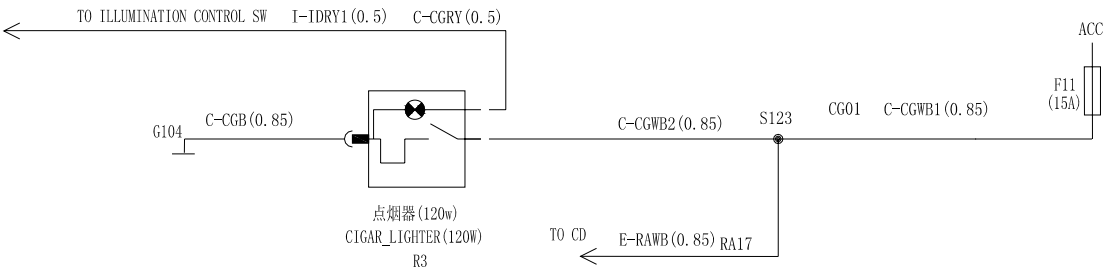 TO ILLUMINATION CONTROL SW I-IDRY1(0.5) C-CGRY(0.5)
ACC
F11
(15A)
G104 C-CGB(0.85)
C-CGWB2(0.85) S123 CG01 C-CGWB1(0.85)
点烟器(120w)
CIGAR_LIGHTER(120W)
R3
TO CD E-RAWB(0.85) RA17